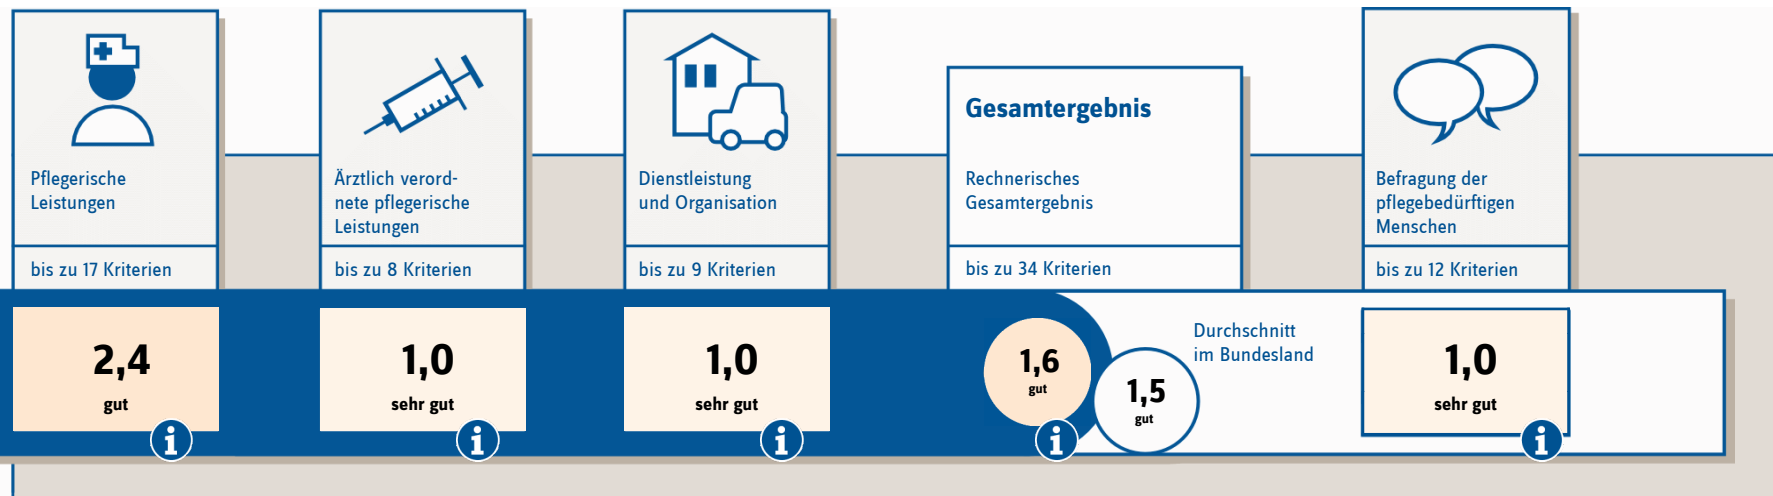 Pflegerische
Leistungen
bis zu 17 Kriterien
2,4
gut
i
Ärztlich verord-
nete pflegerische
Leistungen
bis zu 8 Kriterien
1,0
sehr gut
i
Dienstleistung
und Organisation
bis zu 9 Kriterien
1,0
sehr gut
i
Gesamtergebnis
Rechnerisches
Gesamtergebnis
bis zu 34 Kriterien
1,6
gut
i
1,5
gut
Durchschnitt
im Bundesland
Befragung der
pflegebedürftigen
Menschen
bis zu 12 Kriterien
1,0
sehr gut
i